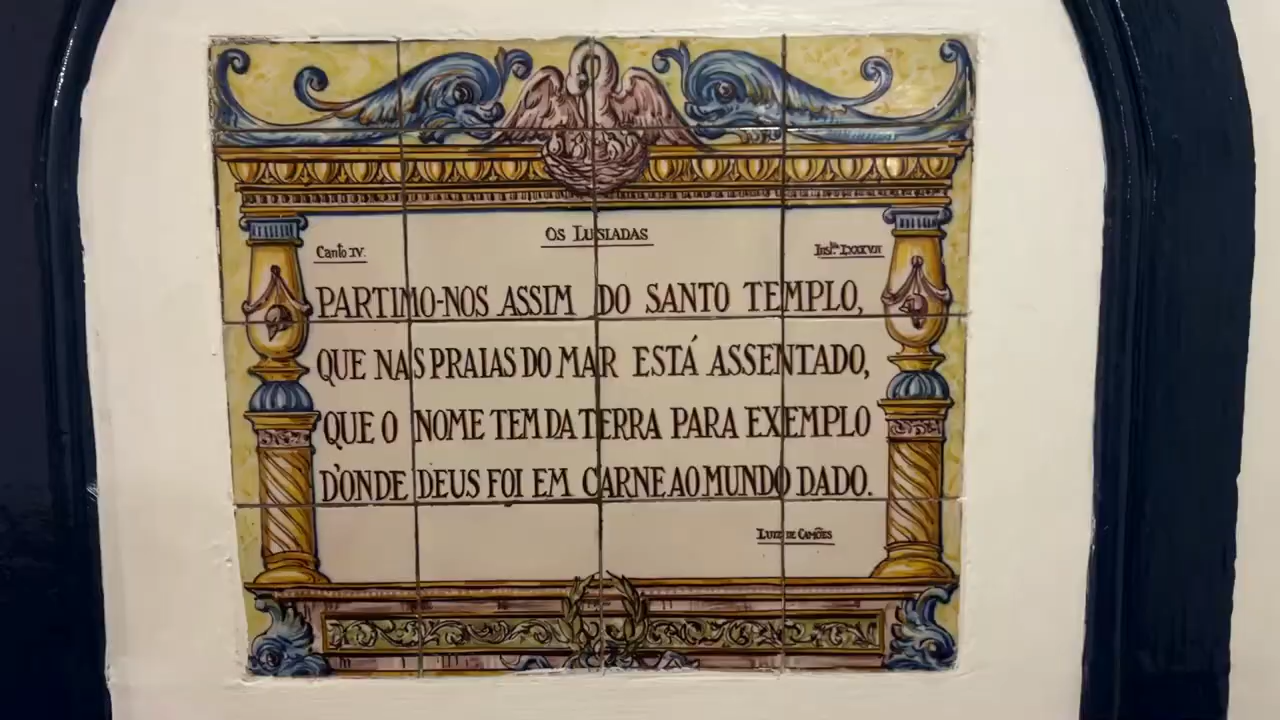 OS LUSIADAS
Canto IV.
LXXXVII
PARTIMO-NOS ASSIM DO SANTO TEMPLO,
QUE NAS PRAIAS DO MAR ESTÁ ASSENTADO,
QUE O NOME TEM DA TERRA PARA EXEMPLO
D'ONDE DEUS FOI EM CARNE AO MUNDO DADO.
LUIZ DE CAMÕES